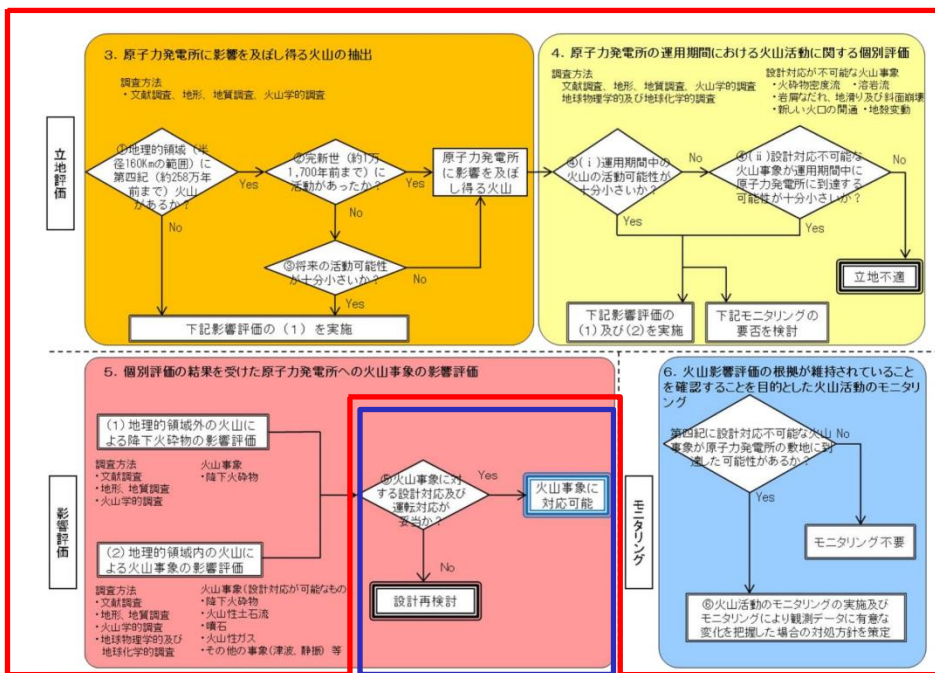 3. 原子力発電所に影響を及ぼし得る火山の抽出
調査方法
・文献調査、地形、地質調査、火山学的調査
立地評価
①地理的領域（半
径160Kmの範囲）に
第四紀（約258万年
前まで）火山
があるか？
Yes
No
②完新世（約1万
1,700年前まで）に
活動があったか？
Yes
No
原子力発電所
に影響を及ぼ
し得る火山
③将来の活動可能性
が十分小さいか？
No
Yes
下記影響評価の（1）を実施
4. 原子力発電所の運用期間における火山活動に関する個別評価
調査方法
文献調査、地形、地質調査、火山学的調査
地球物理学的及び地球化学的調査
設計対応が不可能な火山事象
・火砕物密度流 ・溶岩流
・岩屑なだれ、地滑り及び斜面崩壊
・新しい火口の開通 ・地殻変動
④(ⅰ)運用期間中の
火山の活動可能性が
十分小さいか？
No
Yes
④(ⅱ)設計対応不可能な
火山事象が運用期間中に
原子力発電所に到達する
可能性が十分小さいか？
No
Yes
立地不適
下記影響評価の
(1)及び(2)を実施
下記モニタリングの
要否を検討
5. 個別評価の結果を受けた原子力発電所への火山事象の影響評価
影響評価
(1)地理的領域外の火山
による降下火砕物の影響評価
調査方法
・文献調査
・地形、地質調査
・火山学的調査
火山事象
・降下火砕物
(2)地理的領域内の火山に
よる火山事象の影響評価
調査方法
・文献調査
・地形、地質調査
・火山学的調査
・地球物理学的及び
地球化学的調査
火山事象(設計対応が可能なもの
・降下火砕物
・火山性土石流
・噴石
・火山性ガス
・その他の事象(津波、静振）等
⑤火山事象に対
する設計対応及び
運転対応が
妥当か？
Yes
No
火山事象に
対応可能
設計再検討
モニタリング
6. 火山影響評価の根拠が維持されていること
を確認することを目的とした火山活動のモニタ
リング
第四紀に設計対応不可能な火山
事象が原子力発電所の敷地に到
達した可能性があるか？
No
Yes
モニタリング不要
⑥火山活動のモニタリングの実施及び
モニタリングにより観測データに有意な
変化を把握した場合の対処方針を策定